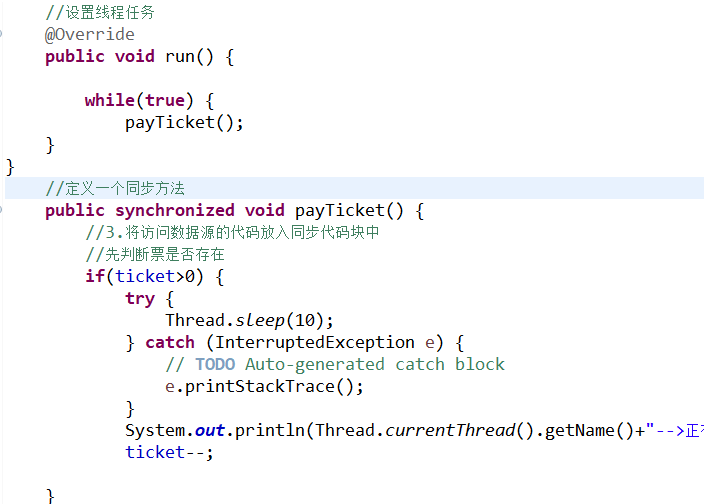 //设置线程任务
@Override
public void run() {
while(true) {
payTicket();
}
}
//定义一个同步方法
public synchronized void payTicket() {
//3.将访问数据源的代码放入同步代码块中
//先判断票是否存在
if(ticket>0) {
try {
Thread.sleep(10);
} catch (InterruptedException e) {
// TODO Auto-generated catch block
e.printStackTrace();
}
System.out.println(Thread.currentThread().getName()+"-->正
ticket--;
}